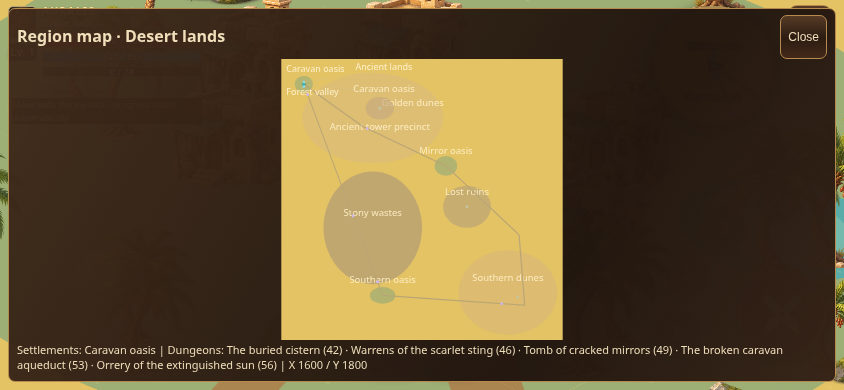 Region map · Desert lands
Close
Caravan oasis
Ancient lands
Forest valley
Caravan oasis
Golden dunes
Ancient tower precinct
Mirror oasis
Lost ruins
Stony wastes
Southern oasis
Southern dunes
Settlements: Caravan oasis | Dungeons: The buried cistern (42) · Warrens of the scarlet sting (46) · Tomb of cracked mirrors (49) · The broken caravan
aqueduct (53) · Orrery of the extinguished sun (56) | X 1600 / Y 1800